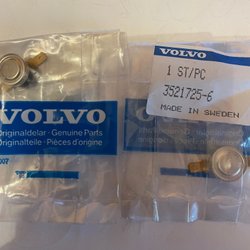 VOLVO
Originaldelar · Genuine Parts
Originalteile · Pièces d'origine
VOLVO
1 ST/PC
3521725-6
MADE IN SWEDEN